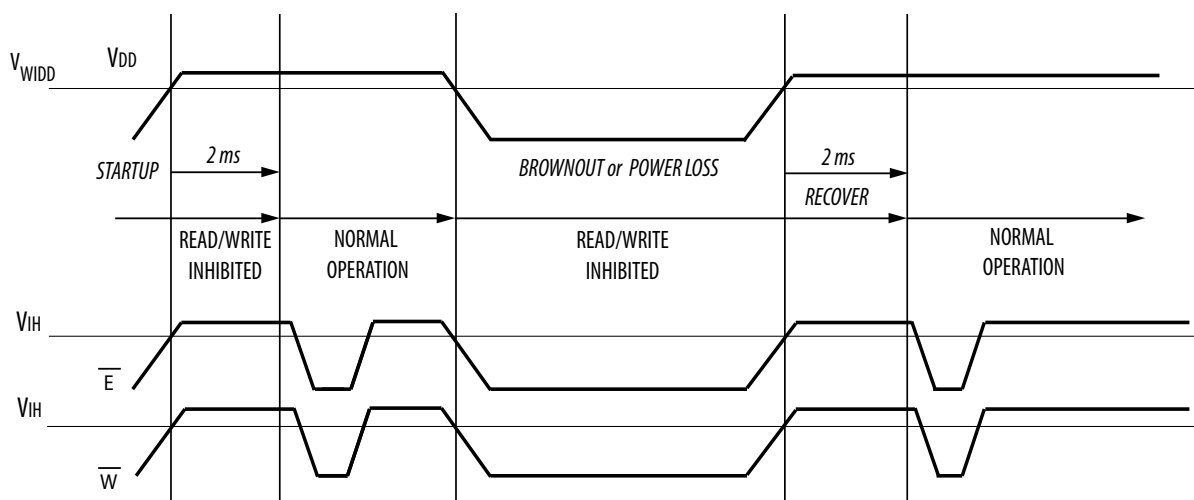 VWIDD
VDD
STARTUP
2 ms
BROWNOUT or POWER LOSS
2 ms
RECOVER
READ/WRITE
INHIBITED
NORMAL
OPERATION
READ/WRITE
INHIBITED
NORMAL
OPERATION
VIH
E
VIH
W